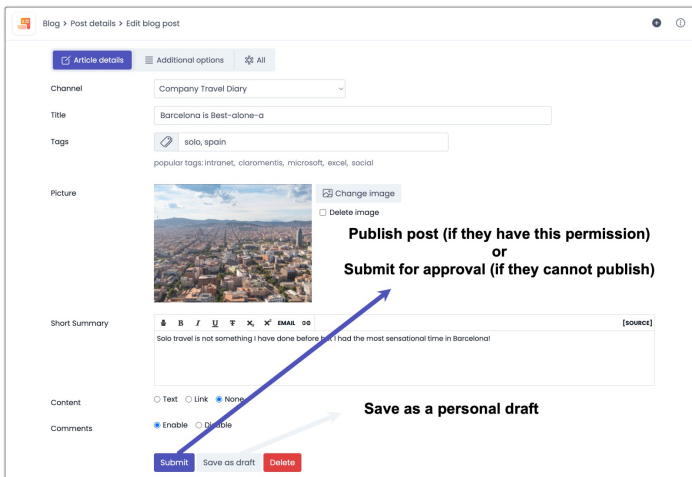 Blog > Post details > Edit blog post
Article details
Additional options
All
Channel
Company Travel Diary
Title
Barcelona is Best-alone-a
Tags
solo, spain
popular tags: intranet, claromentis, microsoft, excel, social
Picture
Change image
Delete image
Publish post (if they have this permission)
or
Submit for approval (if they cannot publish)
Short Summary
B I U T X, X² EMAIL [SOURCE]
Solo travel is not something I have done before but I had the most sensational time in Barcelona!
Content
Text Link None
Save as a personal draft
Comments
Enable Disable
Submit Save as draft Delete